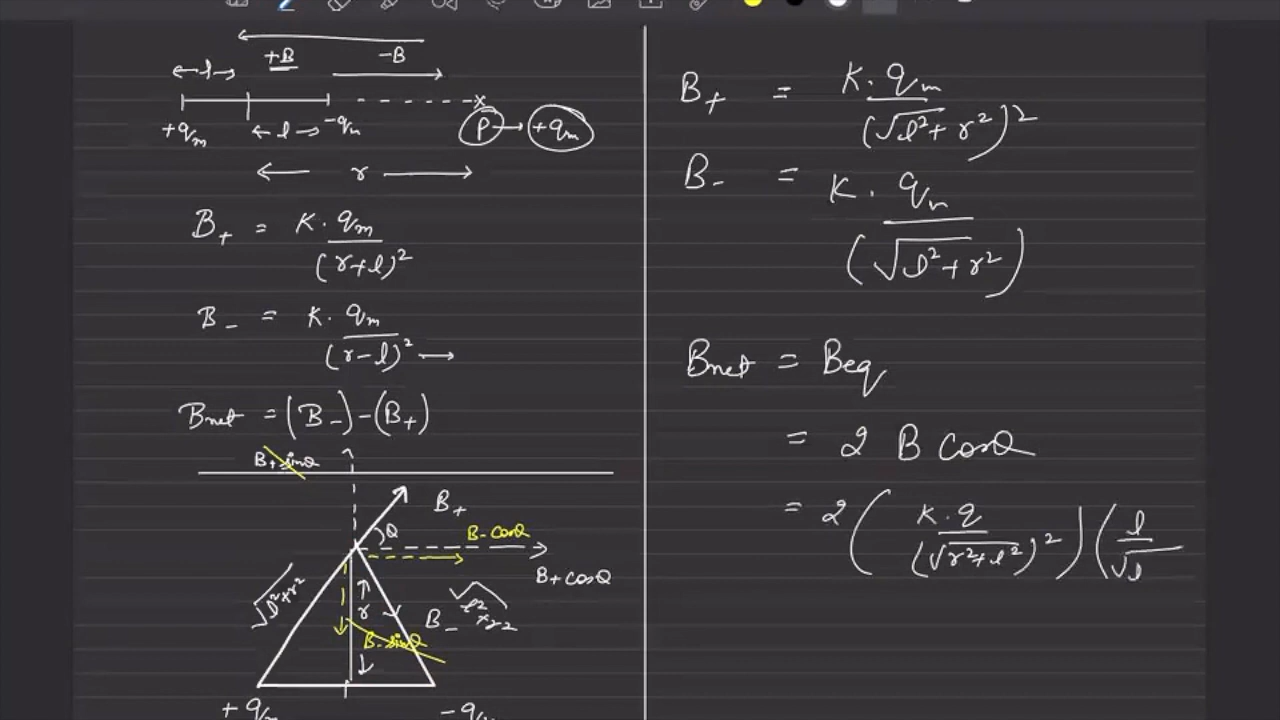 +B -B
l
+qm l -qm P → +qm
r
B+ = K. qm / (r+l)²
B- = K. qm / (r-l)² →
Bnet = (B-) - (B+)
B+ sinθ
B+
θ B- cosθ
B+ cosθ
√l²+r² r B- √l²+r²
B- sinθ
+qm -qm
B+ = K. qm / (√l²+r²)²
B- = K. qm / (√l²+r²)
Bnet = Beq
= 2 B cosθ
= 2 (K.q / (√r²+l²)²) (l / √l